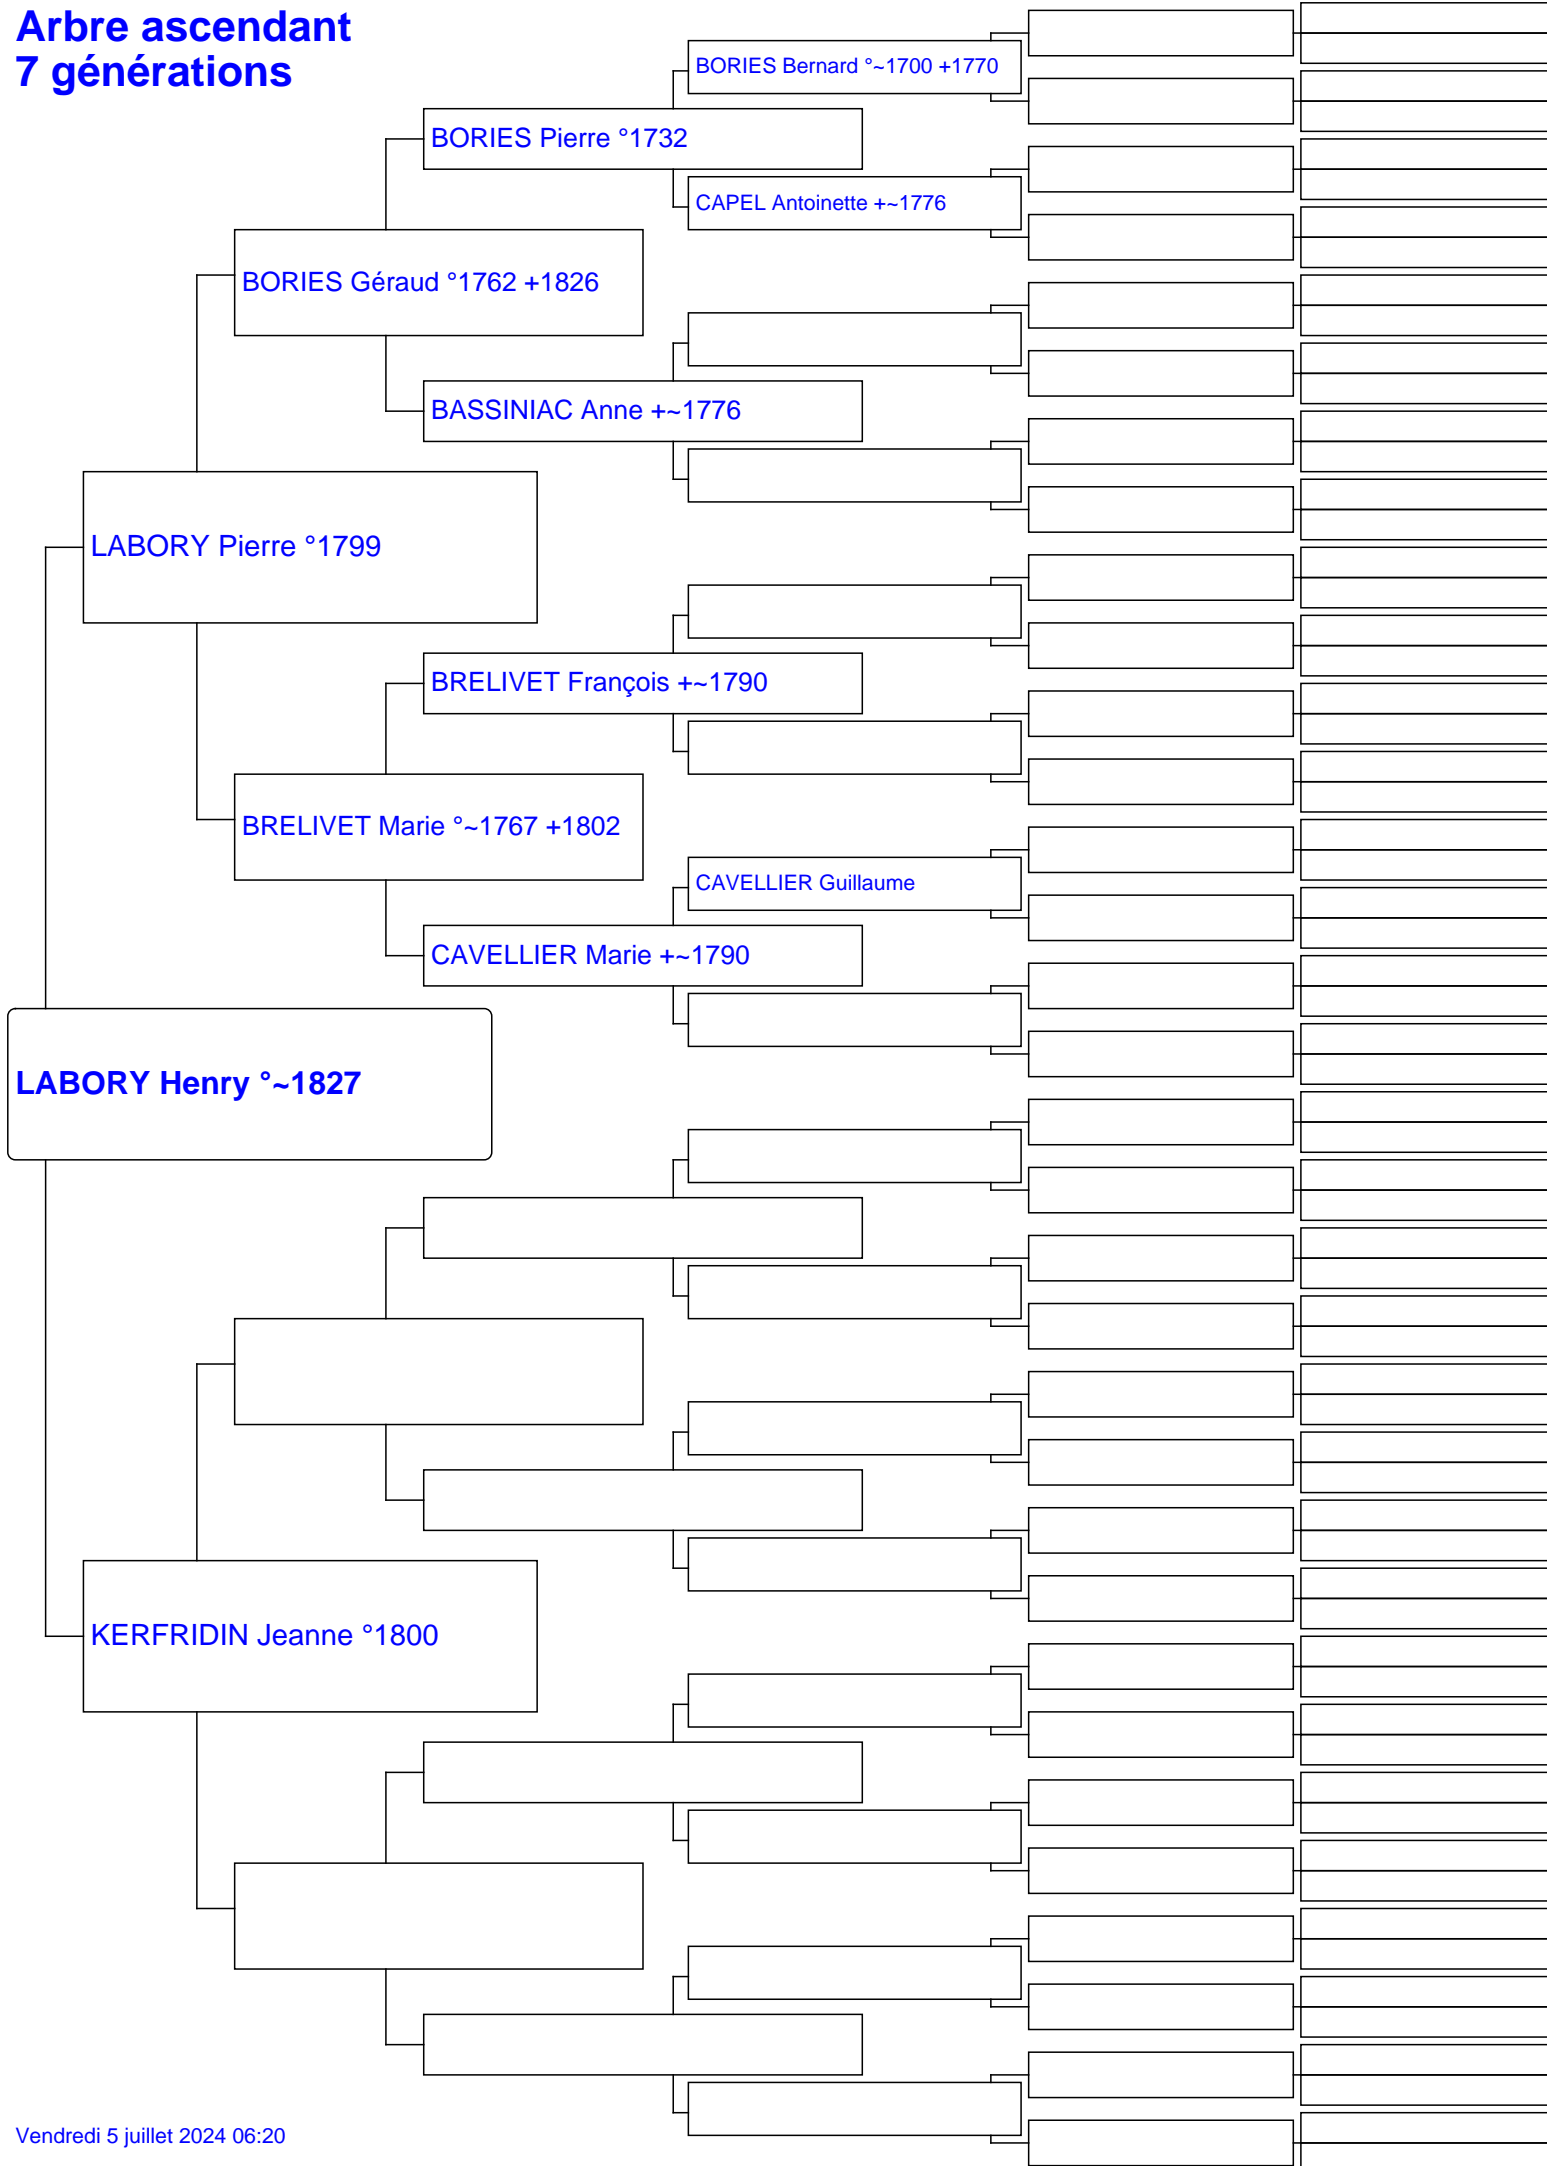 Arbre ascendant
7 générations
BORIES Bernard °~1700 +1770
BORIES Pierre °1732
CAPEL Antoinette +~1776
BORIES Géraud °1762 +1826
BASSINIAC Anne +~1776
LABORY Pierre °1799
BRELIVET François +~1790
BRELIVET Marie °~1767 +1802
CAVELLIER Guillaume
CAVELLIER Marie +~1790
LABORY Henry °~1827
KERFRIDIN Jeanne °1800
Vendredi 5 juillet 2024 06:20